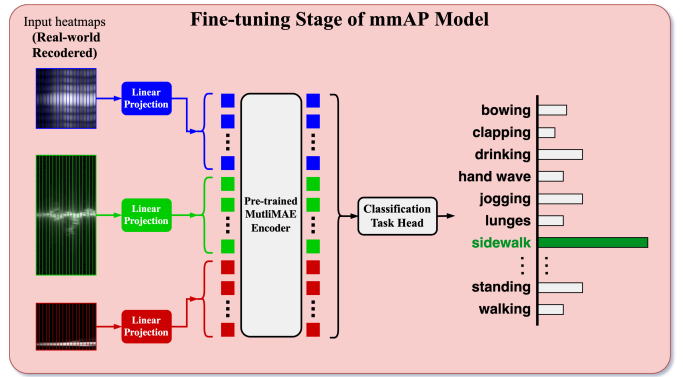 Fine-tuning Stage of mmAP Model
Input heatmaps
(Real-world
Recodered)
Linear
Projection
Linear
Projection
Linear
Projection
Pre-trained
MutliMAE
Encoder
Classification
Task Head
bowing
clapping
drinking
hand wave
jogging
lunges
sidewalk
standing
walking